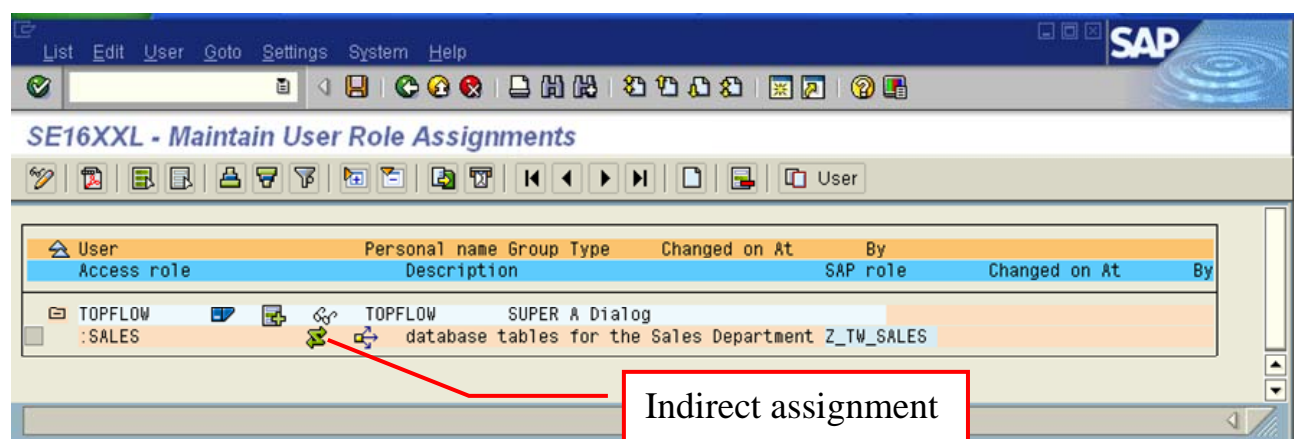 List Edit User Goto Settings System Help
SAP
SE16XXL - Maintain User Role Assignments
User
User Personal name Group Type Changed on At By
Access role Description SAP role Changed on At By
TOPFLOW TOPFLOW SUPER A Dialog
:SALES database tables for the Sales Department Z_TW_SALES
Indirect assignment